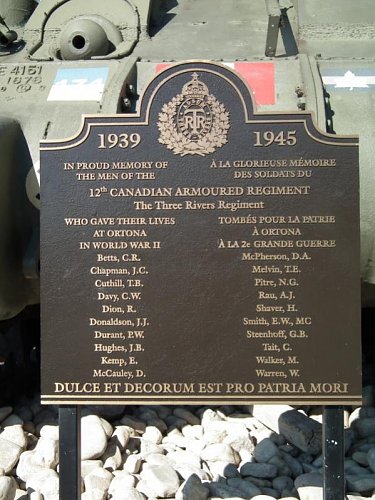 E 4161
1876
1939 RTR 1945
IN PROUD MEMORY OF
THE MEN OF THE
À LA GLORIEUSE MÉMOIRE
DES SOLDATS DU
12th CANADIAN ARMOURED REGIMENT
The Three Rivers Regiment
WHO GAVE THEIR LIVES
AT ORTONA
IN WORLD WAR II
Betts, C.R.
Chapman, J.C.
Cuthill, T.B.
Davy, C.W.
Dion, R.
Donaldson, J.J.
Durant, P.W.
Hughes, J.B.
Kemp, E.
McCauley, D.
TOMBÉS POUR LA PATRIE
À ORTONA
À LA 2e GRANDE GUERRE
McPherson, D.A.
Melvin, T.E.
Pitre, N.G.
Rau, A.J.
Shaver, H.
Smith, E.W., MC
Steenhoff, G.B.
Tait, G.
Walker, M.
Warren, W.
DULCE ET DECORUM EST PRO PATRIA MORI